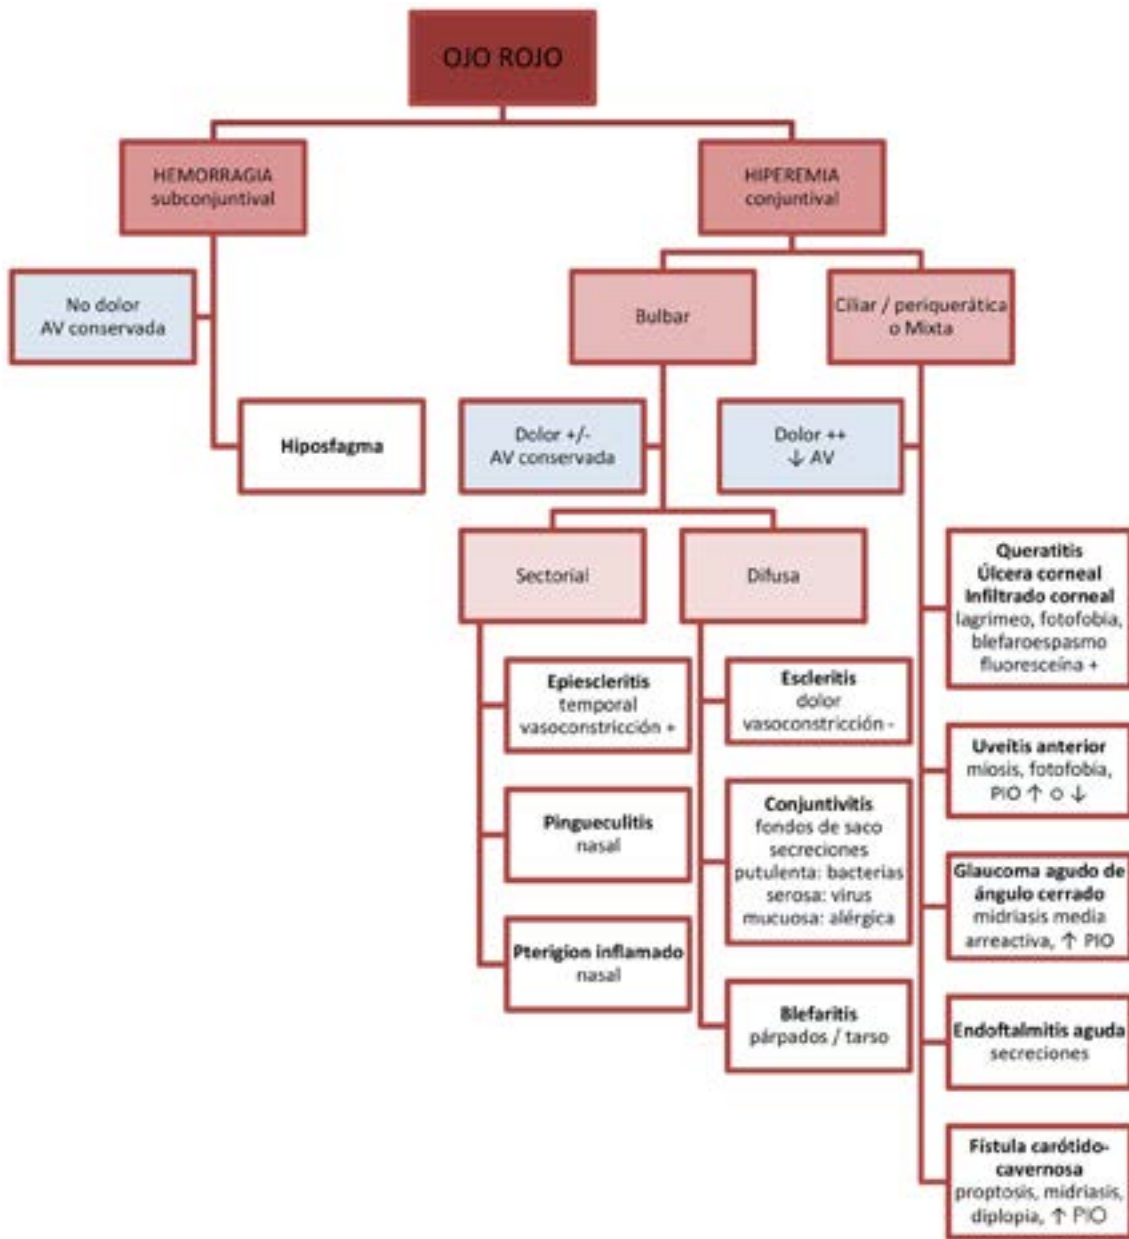 OJO ROJO
HEMORRAGIA
subconjuntival
HIPEREMIA
conjuntival
No dolor
AV conservada
Bulbar
Ciliar / periquerática
o Mixta
Hiposfagma
Dolor +/-
AV conservada
Dolor ++
↓ AV
Sectorial
Difusa
Queratitis
Úlcera corneal
Infiltrado corneal
lagrimeo, fotofobia,
blefaroespasmo
fluoresceína +
Epiescleritis
temporal
vasoconstricción +
Escleritis
dolor
vasoconstricción -
Uveítis anterior
miosis, fotofobia,
PIO ↑ o ↓
Pingueculitis
nasal
Conjuntivitis
fondos de saco
secreciones
putulenta: bacterias
serosa: virus
mucuosa: alérgica
Glaucoma agudo de
ángulo cerrado
midriasis media
arreactiva, ↑ PIO
Pterigion inflamado
nasal
Blefaritis
párpados / tarso
Endoftalmitis aguda
secreciones
Fístula carótido-
cavernosa
proptosis, midriasis,
diplopia, ↑ PIO